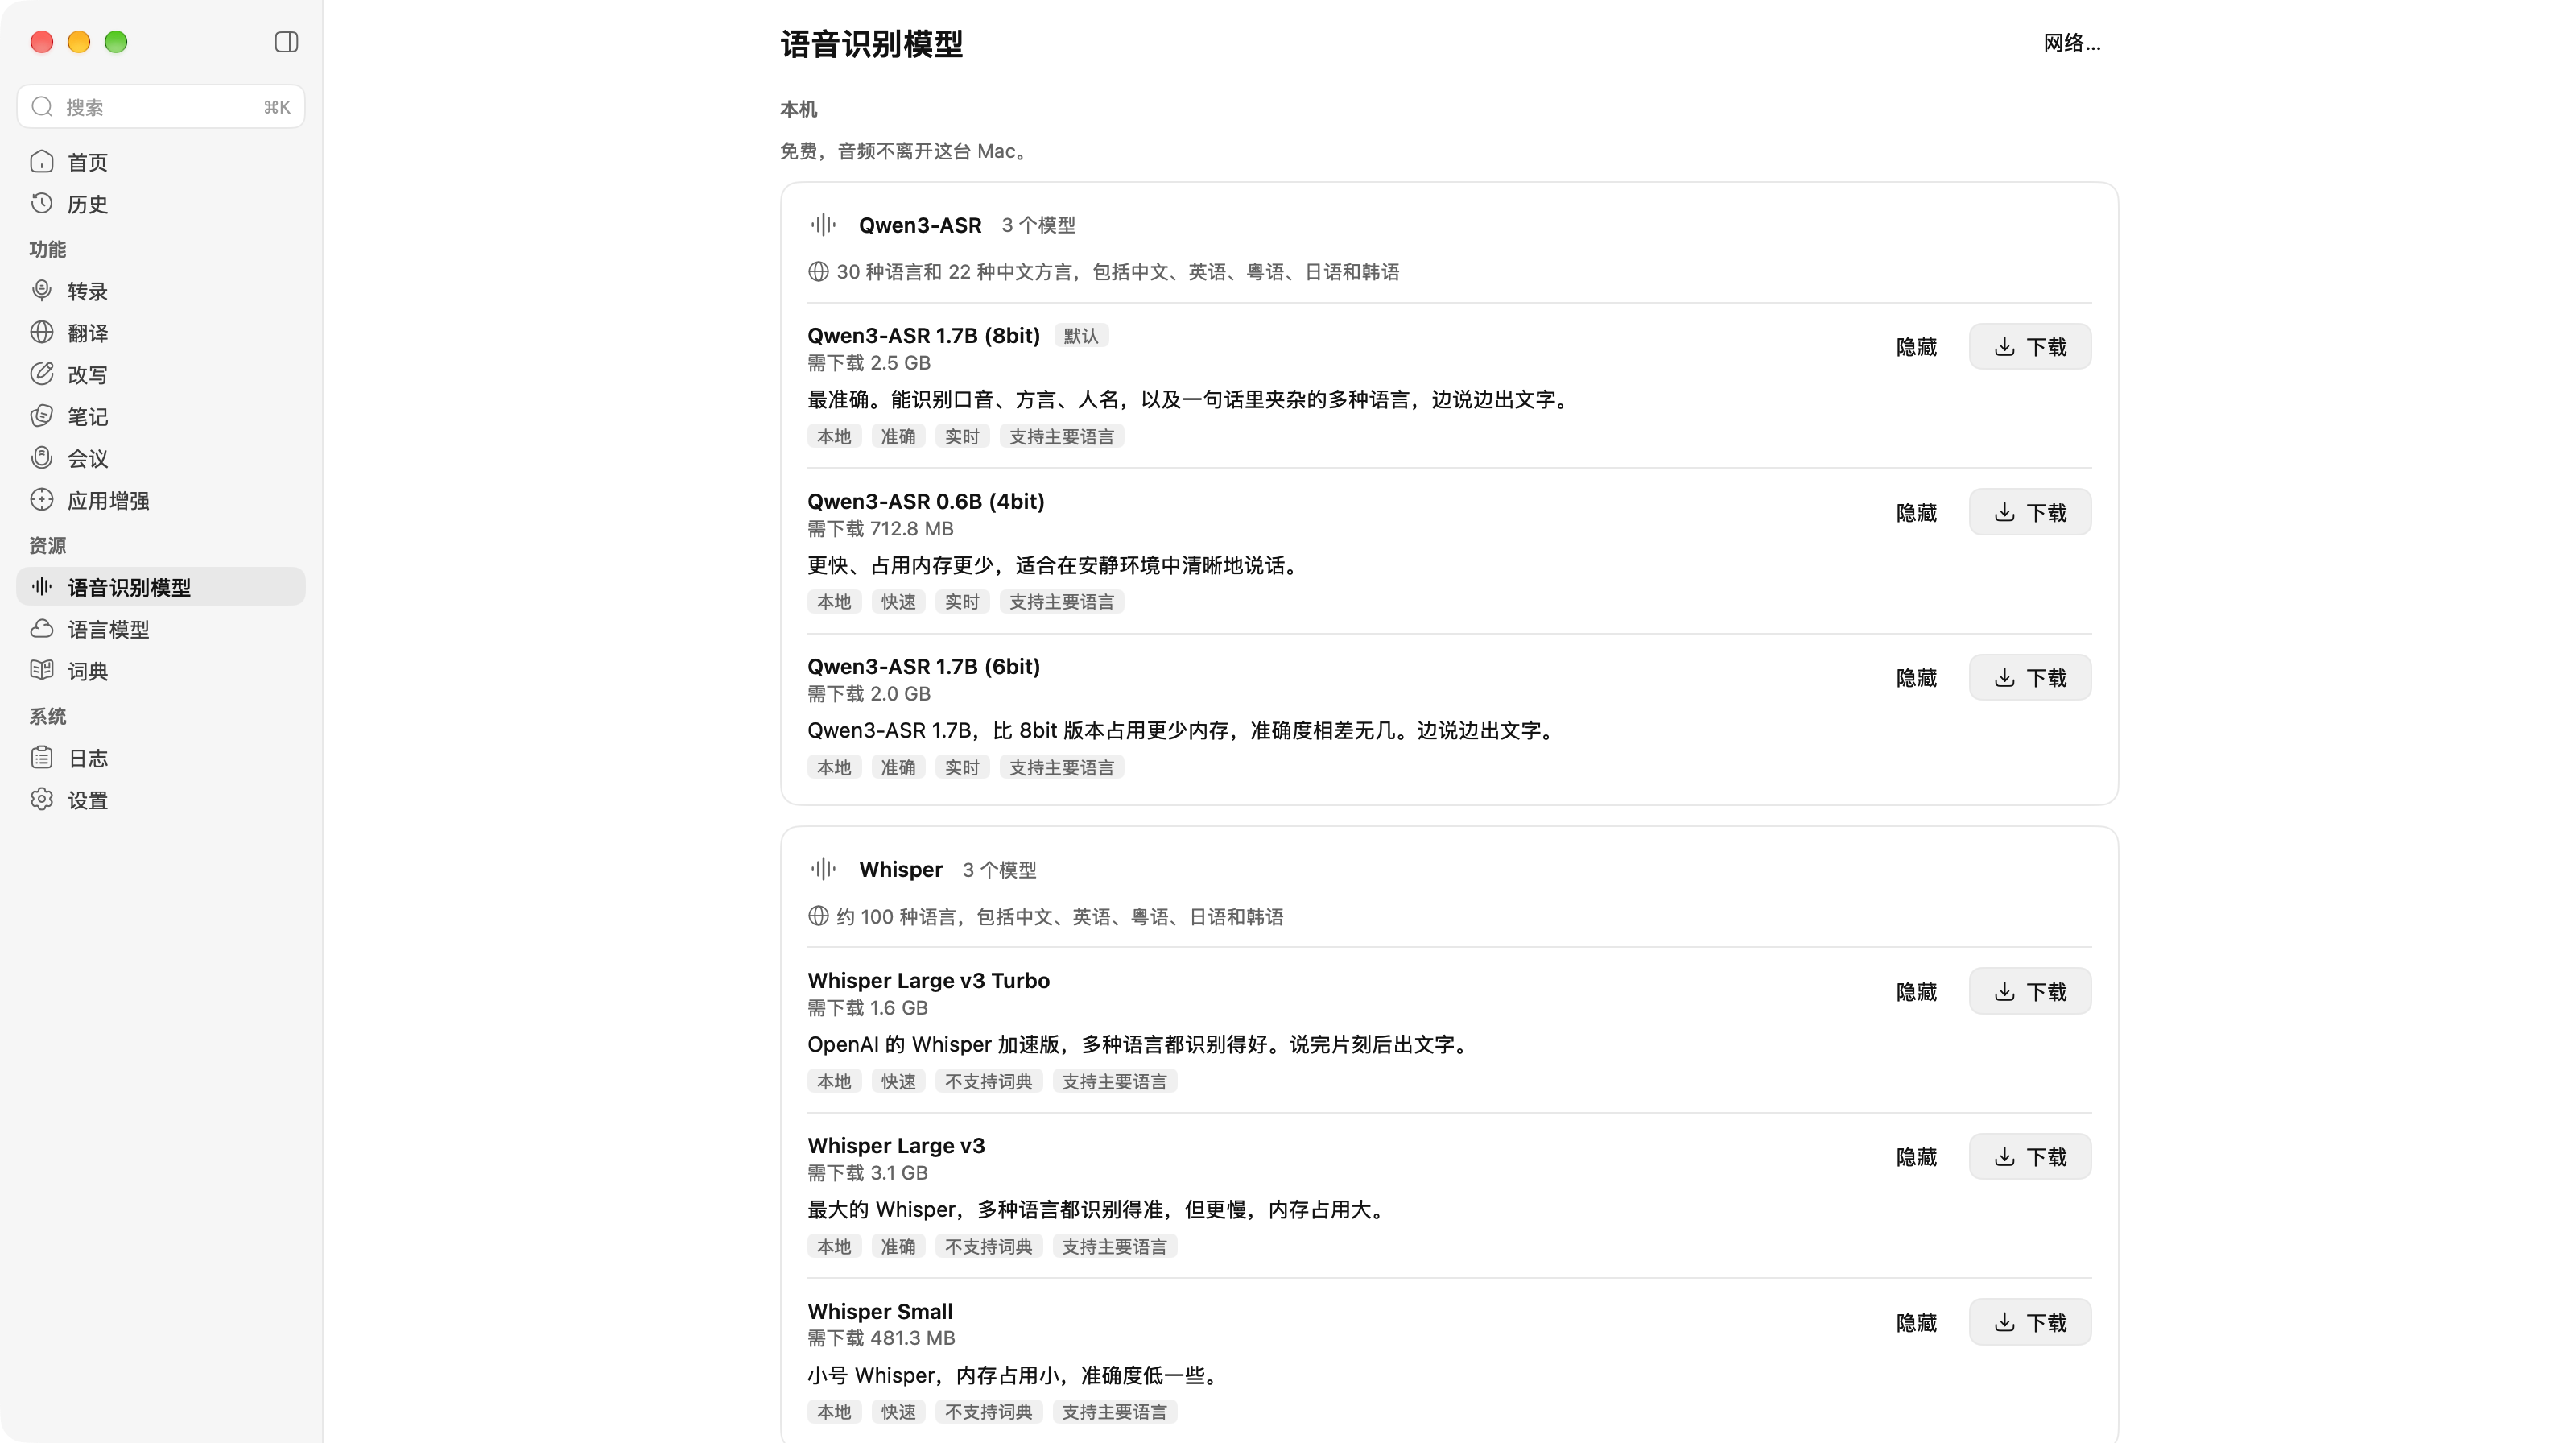 搜索 ⌘K
首页
历史
功能
转录
翻译
改写
笔记
会议
应用增强
资源
语音识别模型
语言模型
词典
系统
日志
设置
语音识别模型
网络...
本机
免费，音频不离开这台 Mac。
Qwen3-ASR 3 个模型
30 种语言和 22 种中文方言，包括中文、英语、粤语、日语和韩语
Qwen3-ASR 1.7B (8bit) 默认
需下载 2.5 GB
隐藏 下载
最准确。能识别口音、方言、人名，以及一句话里夹杂的多种语言，边说边出文字。
本地 准确 实时 支持主要语言
Qwen3-ASR 0.6B (4bit)
需下载 712.8 MB
隐藏 下载
更快、占用内存更少，适合在安静环境中清晰地说话。
本地 快速 实时 支持主要语言
Qwen3-ASR 1.7B (6bit)
需下载 2.0 GB
隐藏 下载
Qwen3-ASR 1.7B，比 8bit 版本占用更少内存，准确度相差无几。边说边出文字。
本地 准确 实时 支持主要语言
Whisper 3 个模型
约 100 种语言，包括中文、英语、粤语、日语和韩语
Whisper Large v3 Turbo
需下载 1.6 GB
隐藏 下载
OpenAI 的 Whisper 加速版，多种语言都识别得好。说完片刻后出文字。
本地 快速 不支持词典 支持主要语言
Whisper Large v3
需下载 3.1 GB
隐藏 下载
最大的 Whisper，多种语言都识别得准，但更慢，内存占用大。
本地 准确 不支持词典 支持主要语言
Whisper Small
需下载 481.3 MB
隐藏 下载
小号 Whisper，内存占用小，准确度低一些。
本地 快速 不支持词典 支持主要语言